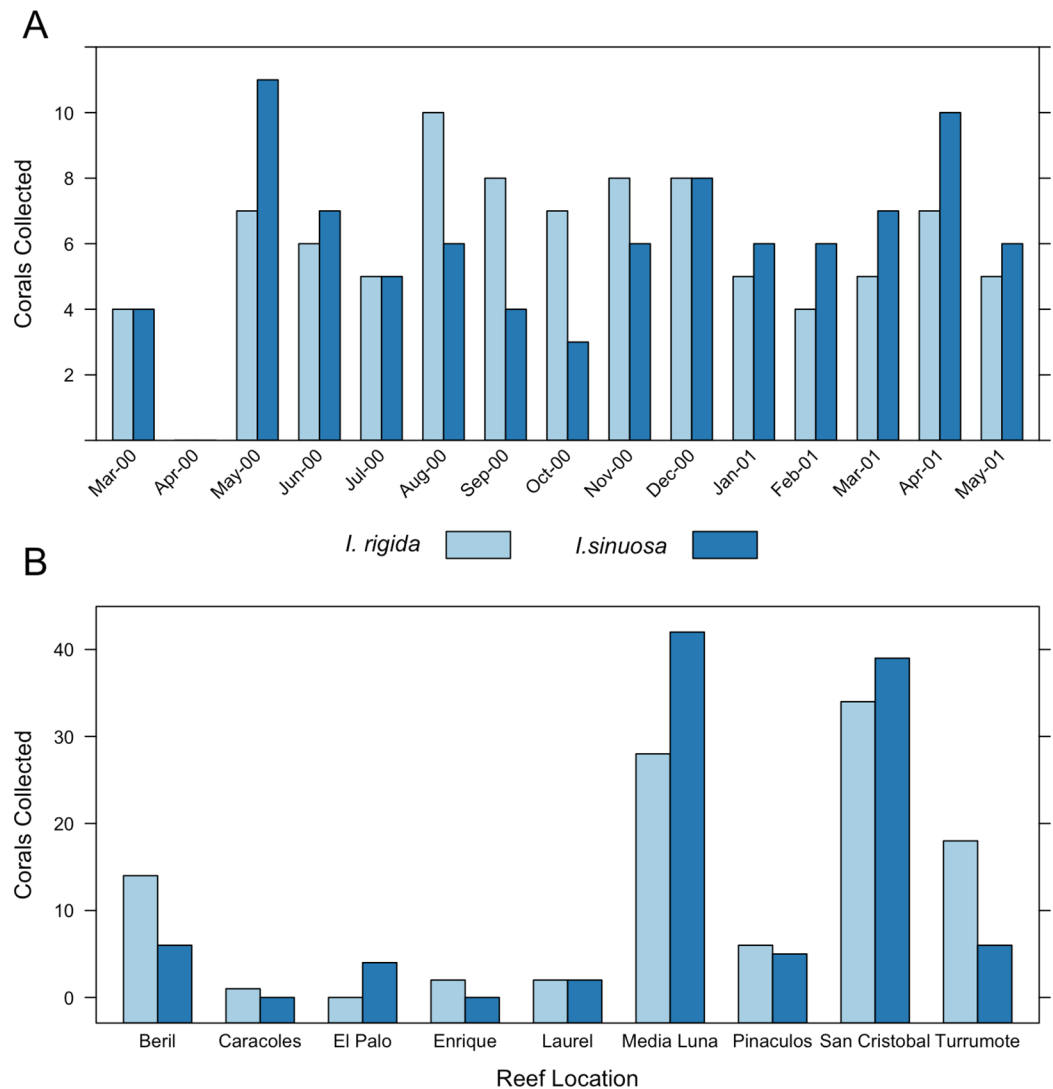 A
Corals Collected
10
8
6
4
2
Mar-00
Apr-00
May-00
Jun-00
Jul-00
Aug-00
Sep-00
Oct-00
Nov-00
Dec-00
Jan-01
Feb-01
Mar-01
Apr-01
May-01
I. rigida
I.sinuosa
B
Corals Collected
40
30
20
10
0
Beril
Caracoles
El Palo
Enrique
Laurel
Media Luna
Pinaculos
San Cristobal
Turrumote
Reef Location